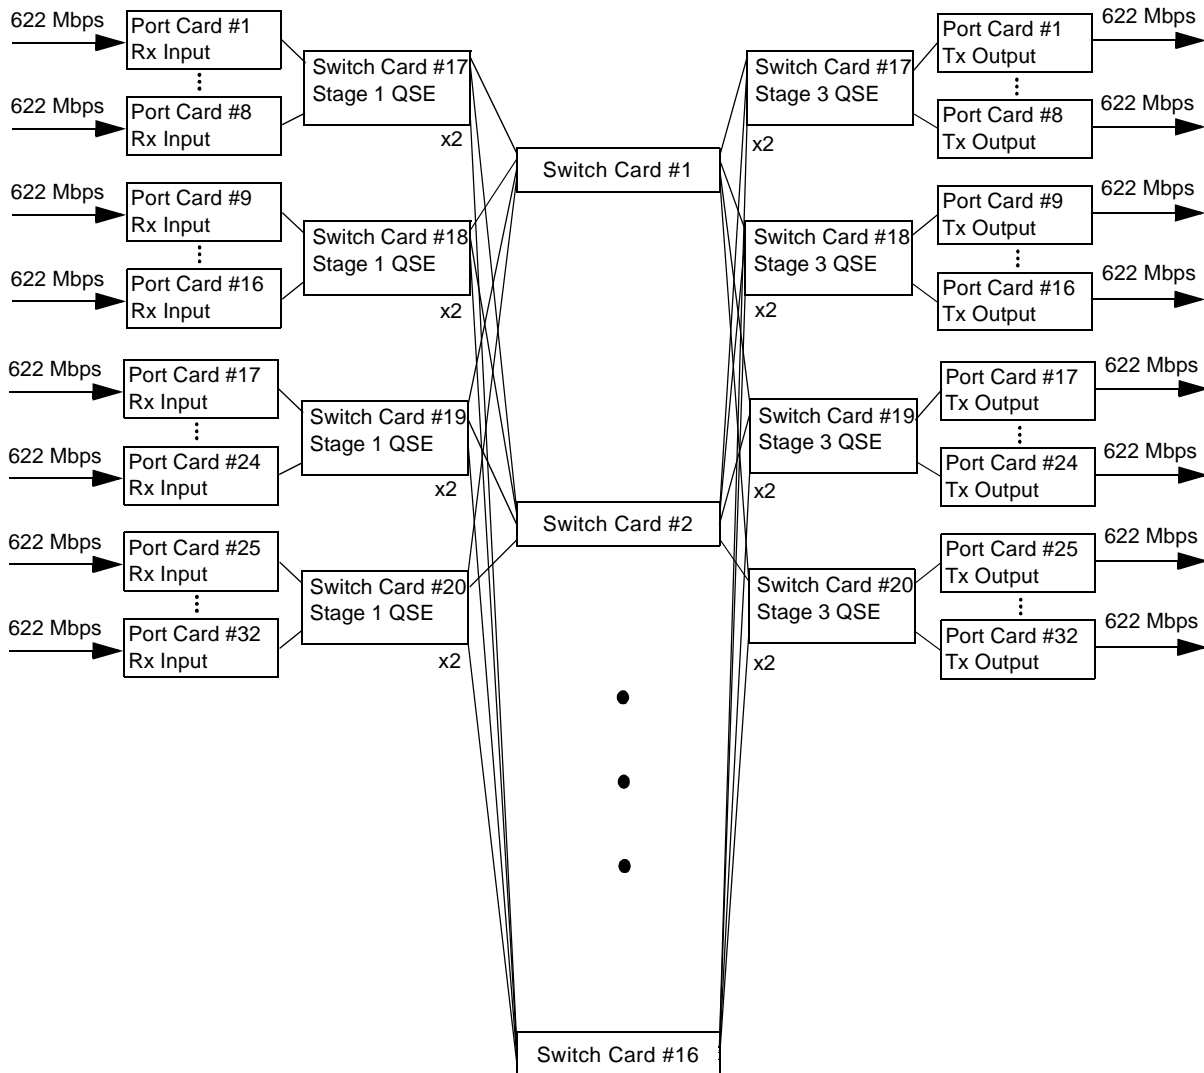 622 Mbps
Port Card #1
Rx Input
622 Mbps
Port Card #8
Rx Input
Switch Card #17
Stage 1 QSE
x2
622 Mbps
Port Card #9
Rx Input
622 Mbps
Port Card #16
Rx Input
Switch Card #18
Stage 1 QSE
x2
622 Mbps
Port Card #17
Rx Input
622 Mbps
Port Card #24
Rx Input
Switch Card #19
Stage 1 QSE
x2
622 Mbps
Port Card #25
Rx Input
622 Mbps
Port Card #32
Rx Input
Switch Card #20
Stage 1 QSE
x2
Switch Card #1
Switch Card #2
Switch Card #16
Switch Card #17
Stage 3 QSE
x2
Port Card #1
Tx Output
622 Mbps
Port Card #8
Tx Output
622 Mbps
Switch Card #18
Stage 3 QSE
x2
Port Card #9
Tx Output
622 Mbps
Port Card #16
Tx Output
622 Mbps
Switch Card #19
Stage 3 QSE
x2
Port Card #17
Tx Output
622 Mbps
Port Card #24
Tx Output
622 Mbps
Switch Card #20
Stage 3 QSE
x2
Port Card #25
Tx Output
622 Mbps
Port Card #32
Tx Output
622 Mbps